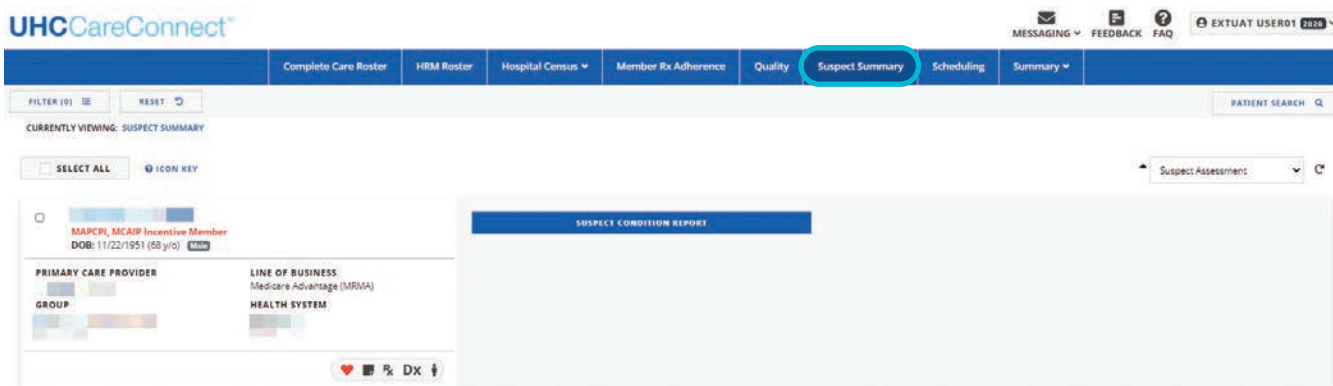 UHCCareConnect™
MESSAGING FEEDBACK FAQ EXTUAT USER01 2020
Complete Care Roster HRM Roster Hospital Census Member Rx Adherence Quality Suspect Summary Scheduling Summary
FILTER (0) RESET PATIENT SEARCH
CURRENTLY VIEWING: SUSPECT SUMMARY
SELECT ALL ICON KEY Suspect Assessment
SUSPECT CONDITION REPORT
MAPCPI, MCAIP Incentive Member
DOB: 11/22/1951 (68 y/o) Male
PRIMARY CARE PROVIDER LINE OF BUSINESS
Medicare Advantage (MRMA)
GROUP HEALTH SYSTEM
Rx Dx